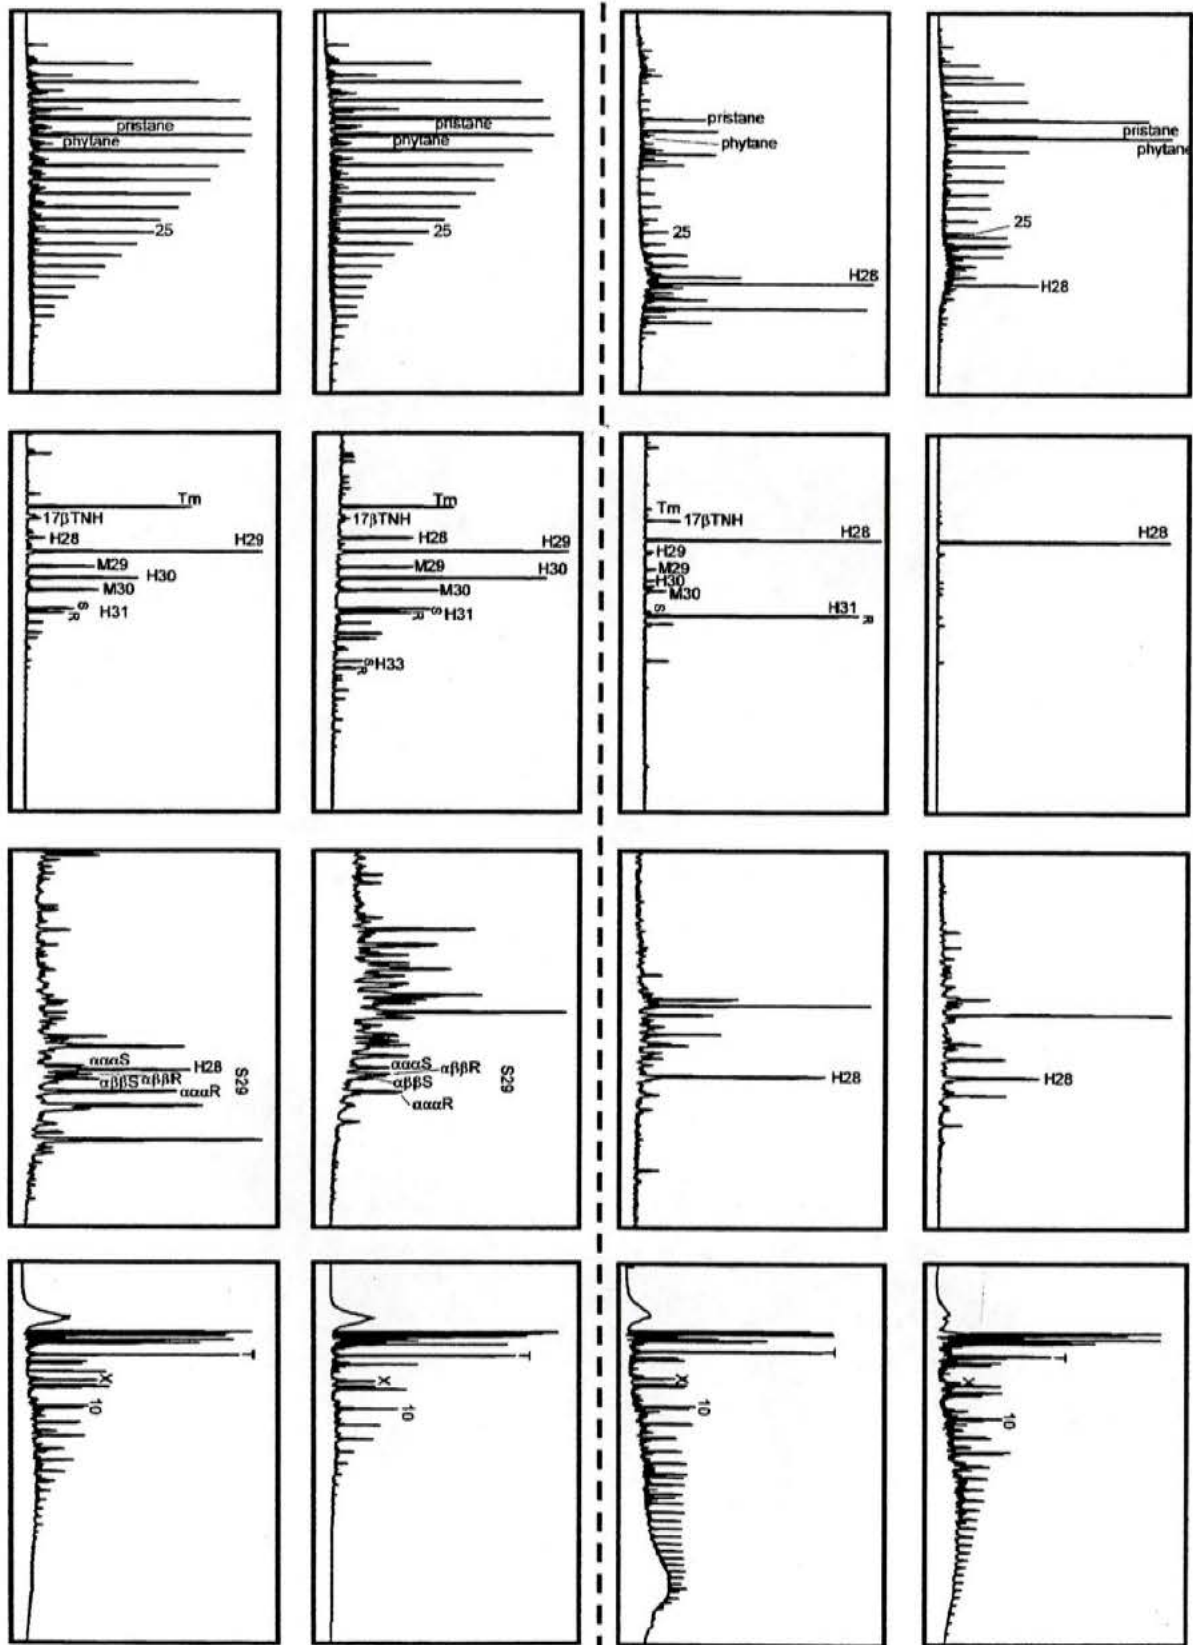 pristane
phytane
25
pristane
phytane
25
pristane
phytane
25
H28
pristane
phytane
25
H28
Tm
17βTNH
H28
H29
M29
H30
M30
S
R
H31
Tm
17βTNH
H28
H29
M29
H30
M30
S
R
H31
S
R
H33
Tm
17βTNH
H28
H29
M29
H30
M30
S
H31
R
H28
αααS
H28
αββS
αββR
αααR
S29
αααS
αββR
αββS
αααR
S29
H28
H28
T
X
10
T
X
10
T
X
10
T
X
10